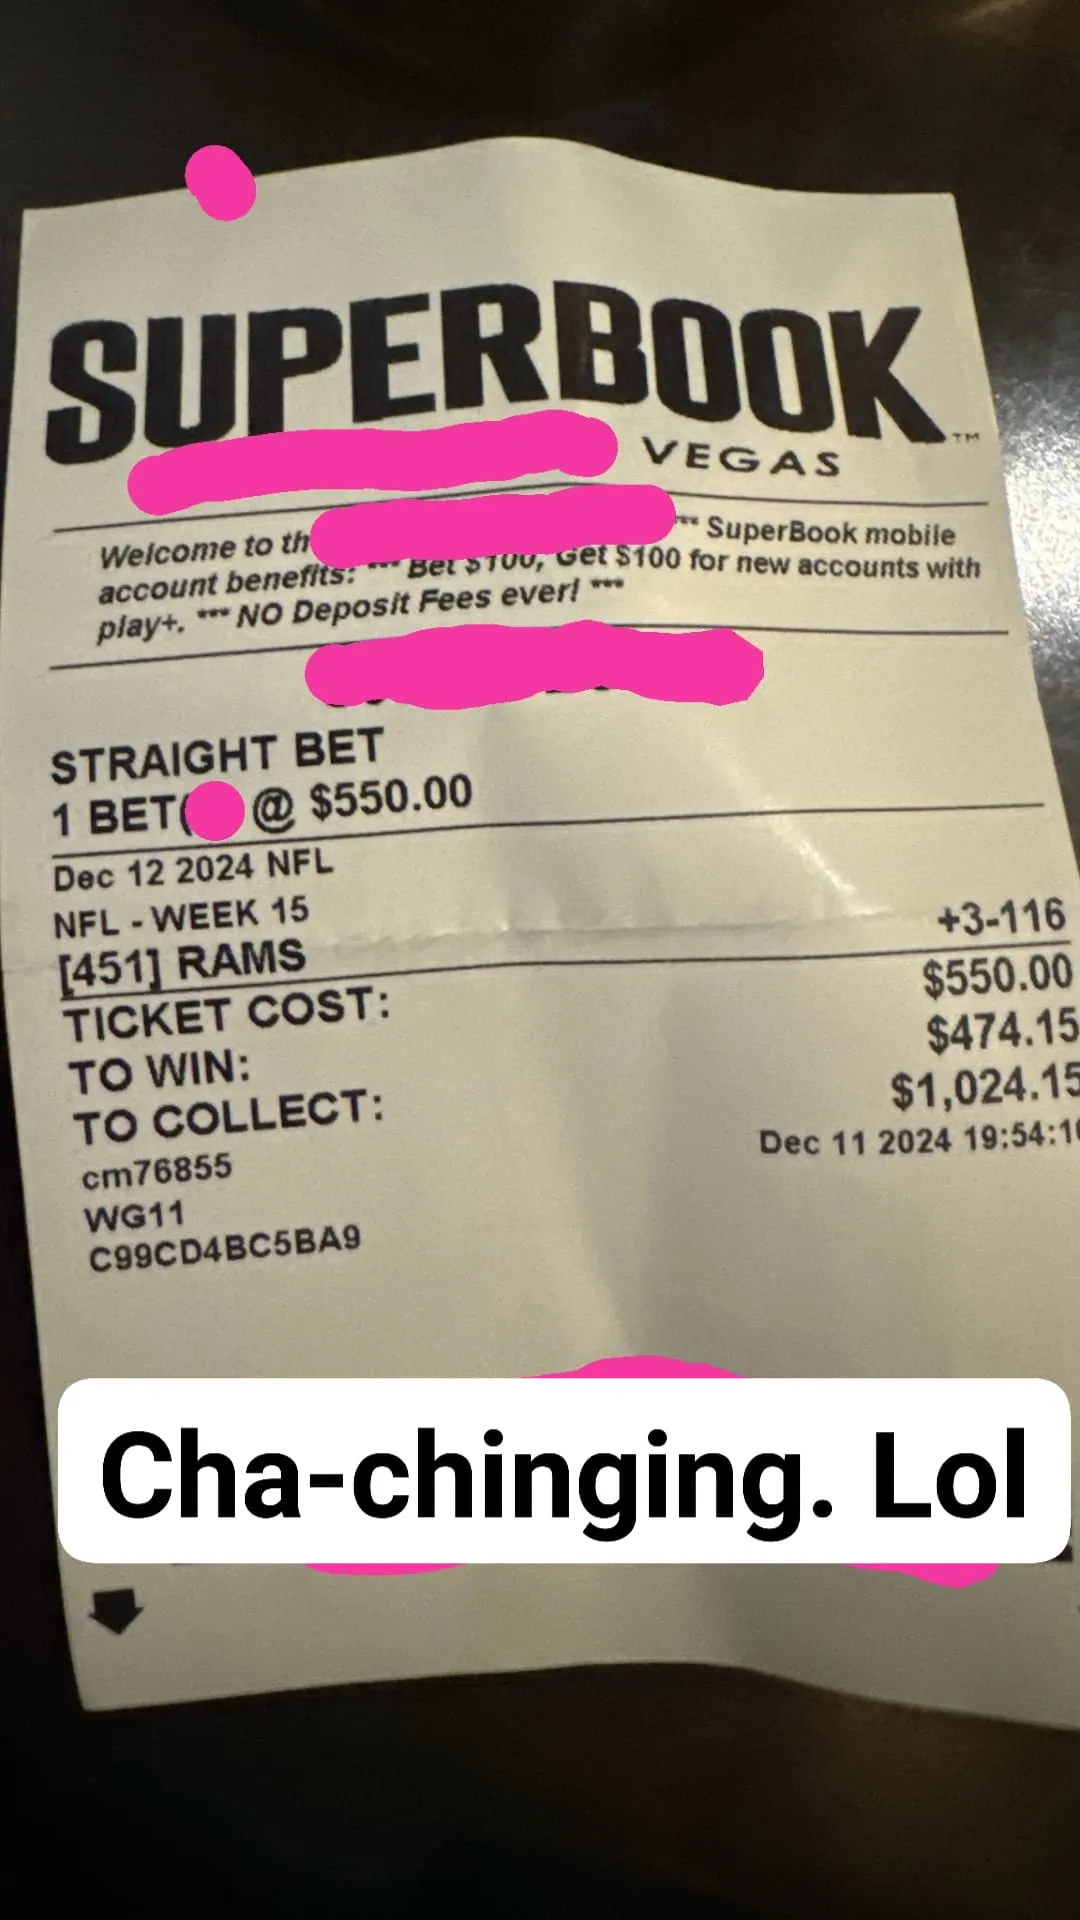 SUPERBOOK™
VEGAS
Welcome to th *** SuperBook mobile
account benefits: *** Bet $100, Get $100 for new accounts with
play+. *** NO Deposit Fees ever! ***
STRAIGHT BET
1 BET( @ $550.00
Dec 12 2024 NFL
NFL - WEEK 15
[451] RAMS +3-116
TICKET COST: $550.00
TO WIN: $474.15
TO COLLECT: $1,024.15
cm76855 Dec 11 2024 19:54:1
WG11
C99CD4BC5BA9
Cha-chinging. Lol